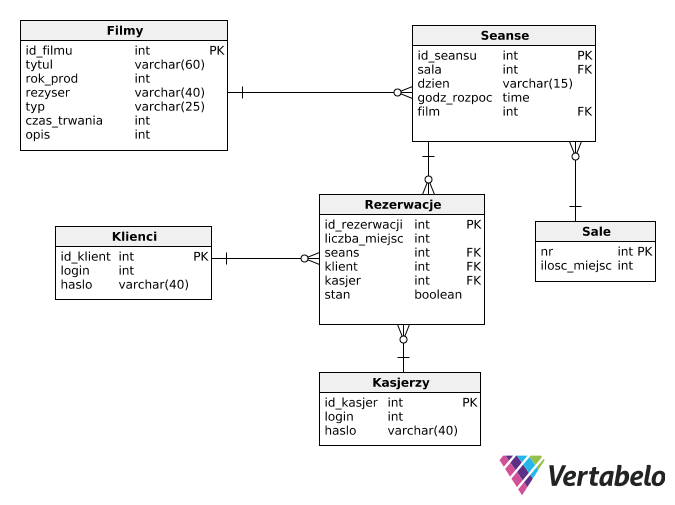 Filmy
id_filmu int PK
tytul varchar(60)
rok_prod int
rezyser varchar(40)
typ varchar(25)
czas_trwania int
opis int
Seanse
id_seansu int PK
sala int FK
dzien varchar(15)
godz_rozpoc time
film int FK
Rezerwacje
id_rezerwacji int PK
liczba_miejsc int
seans int FK
klient int FK
kasjer int FK
stan boolean
Klienci
id_klient int PK
login int
haslo varchar(40)
Sale
nr int PK
ilosc_miejsc int
Kasjerzy
id_kasjer int PK
login int
haslo varchar(40)
Vertabelo